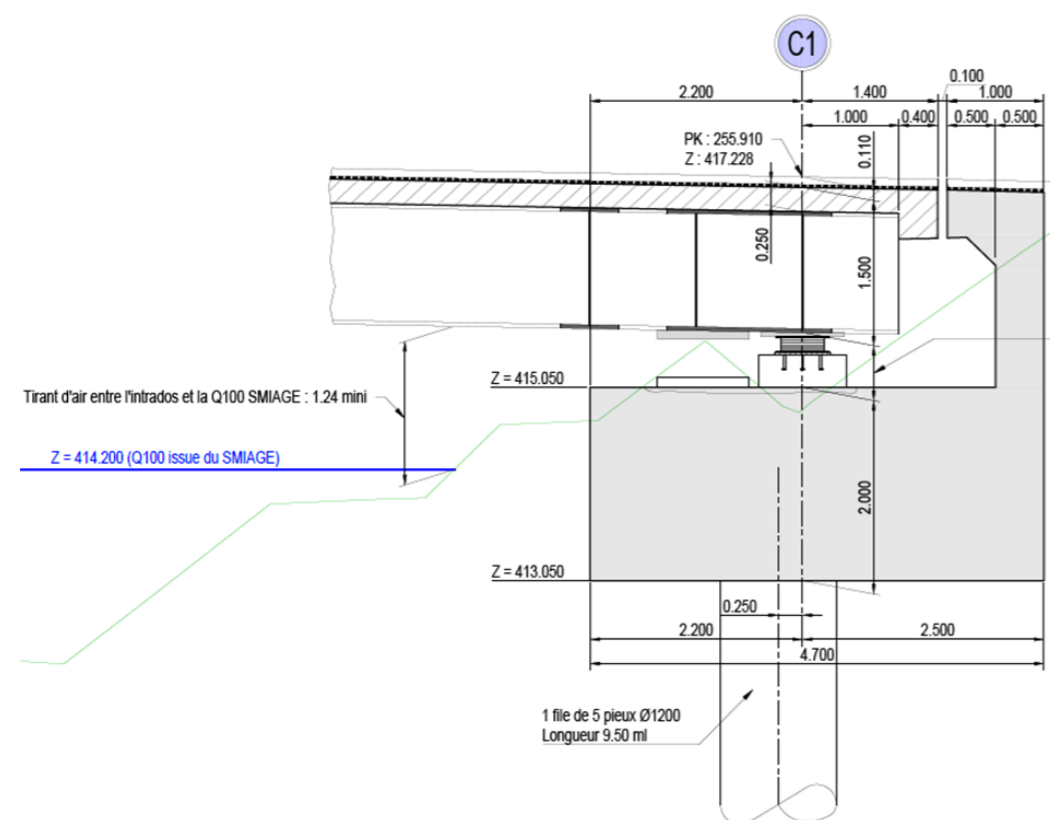 C1
0.100
2.200
1.400
1.000
1.000
0.400
0.500
0.500
PK : 255.910
Z : 417.228
0.110
0.250
1.500
Z = 415.050
Tirant d'air entre l'intrados et la Q100 SMIAGE : 1.24 mini
Z = 414.200 (Q100 issue du SMIAGE)
2.000
Z = 413.050
0.250
2.200
2.500
4.700
1 file de 5 pieux Ø1200
Longueur 9.50 ml